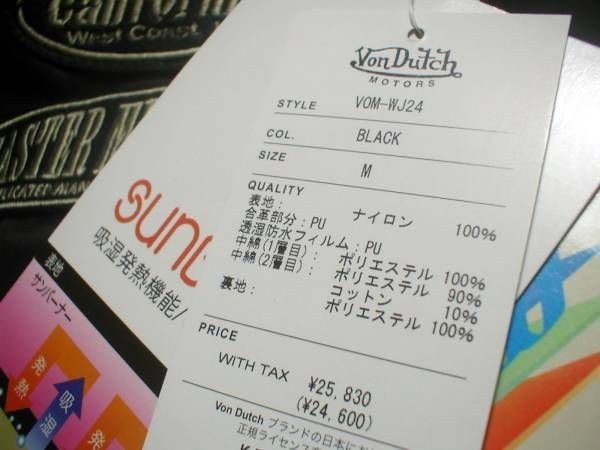 California
West Coast
MASTER
Von Dutch
MOTORS
STYLE VOM-WJ24
COL. BLACK
SIZE M
QUALITY
表地: ナイロン 100%
合革部分: PU
透湿防水フィルム: PU
中綿(1層目): ポリエステル 100%
中綿(2層目): ポリエステル 90%
コットン 10%
裏地: ポリエステル 100%
PRICE
WITH TAX ¥25,830
(¥24,600)
Von Dutch ブランドの日本にお
正規ライセンス
sunb
吸湿発熱機能/
表地
サンバーナー
発熱
吸湿
発